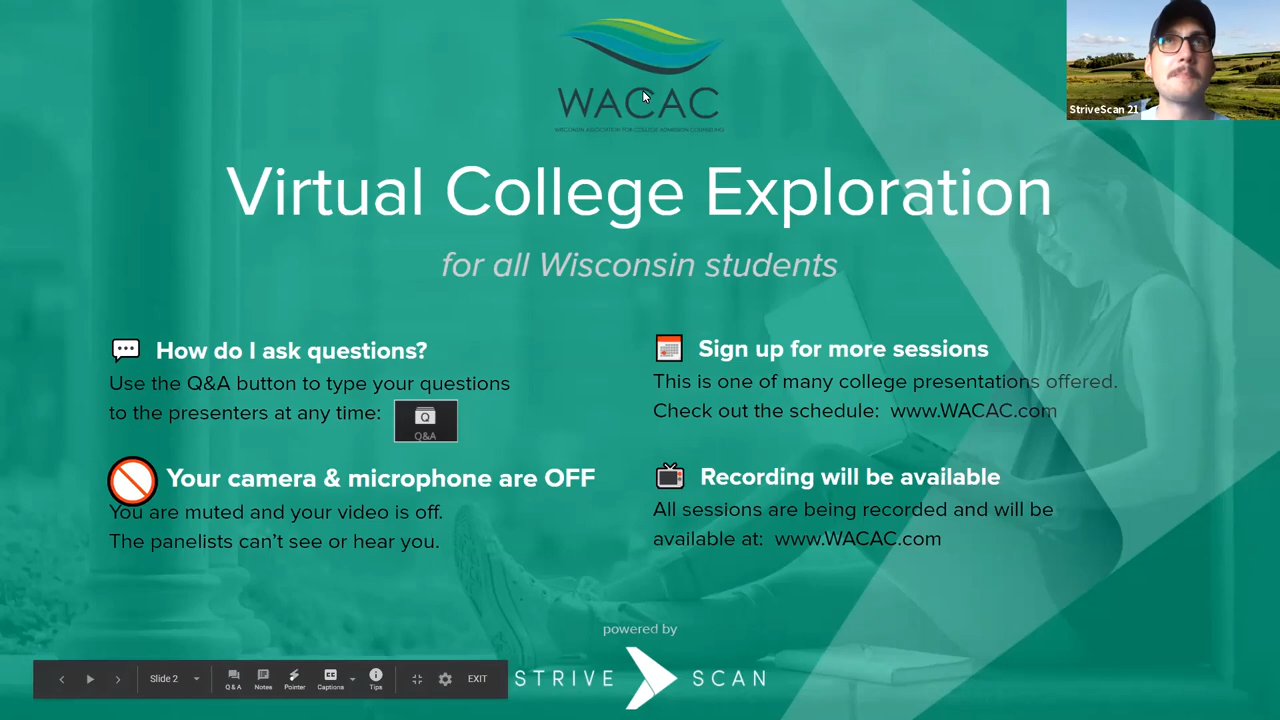 WACAC
WISCONSIN ASSOCIATION FOR COLLEGE ADMISSION COUNSELING
StriveScan 21
Virtual College Exploration
for all Wisconsin students
How do I ask questions?
Use the Q&A button to type your questions
to the presenters at any time:
Q
Q&A
Your camera & microphone are OFF
You are muted and your video is off.
The panelists can’t see or hear you.
Sign up for more sessions
This is one of many college presentations offered.
Check out the schedule: www.WACAC.com
Recording will be available
All sessions are being recorded and will be
available at: www.WACAC.com
powered by
STRIVE SCAN
Slide 2
Q&A
Notes
Pointer
Captions
Tips
EXIT